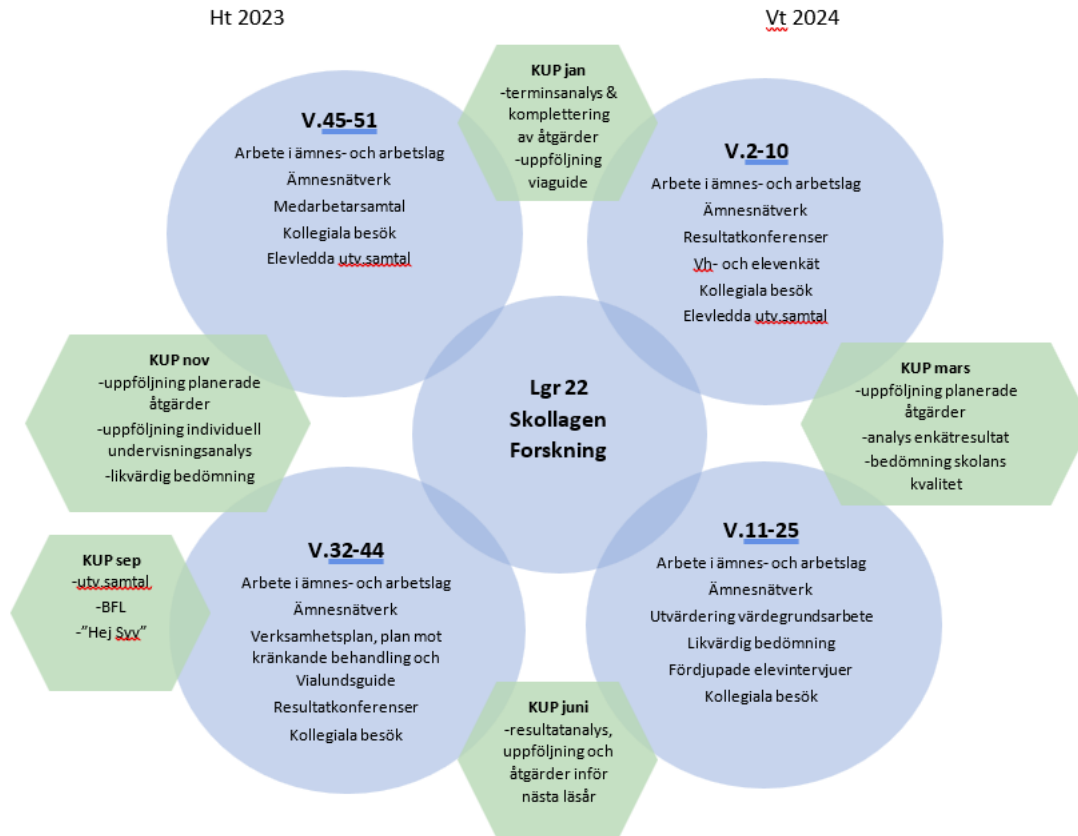 Ht 2023
Vt 2024
KUP jan
-terminsanalys &
komplettering
av åtgärder
-uppföljning
viaguide
V.45-51
Arbete i ämnes- och arbetslag
Ämnesnätverk
Medarbetarsamtal
Kollegiala besök
Elevledda utv.samtal
V.2-10
Arbete i ämnes- och arbetslag
Ämnesnätverk
Resultatkonferenser
Vh- och elevenkät
Kollegiala besök
Elevledda utv.samtal
KUP nov
-uppföljning planerade
åtgärder
-uppföljning individuell
undervisningsanalys
-likvärdig bedömning
Lgr 22
Skollagen
Forskning
KUP mars
-uppföljning planerade
åtgärder
-analys enkätresultat
-bedömning skolans
kvalitet
KUP sep
-utv.samtal
-BFL
-”Hej Syv”
V.32-44
Arbete i ämnes- och arbetslag
Ämnesnätverk
Verksamhetsplan, plan mot
kränkande behandling och
Vialundsguide
Resultatkonferenser
Kollegiala besök
V.11-25
Arbete i ämnes- och arbetslag
Ämnesnätverk
Utvärdering värdegrundsarbete
Likvärdig bedömning
Fördjupade elevintervjuer
Kollegiala besök
KUP juni
-resultatanalys,
uppföljning och
åtgärder inför
nästa läsår